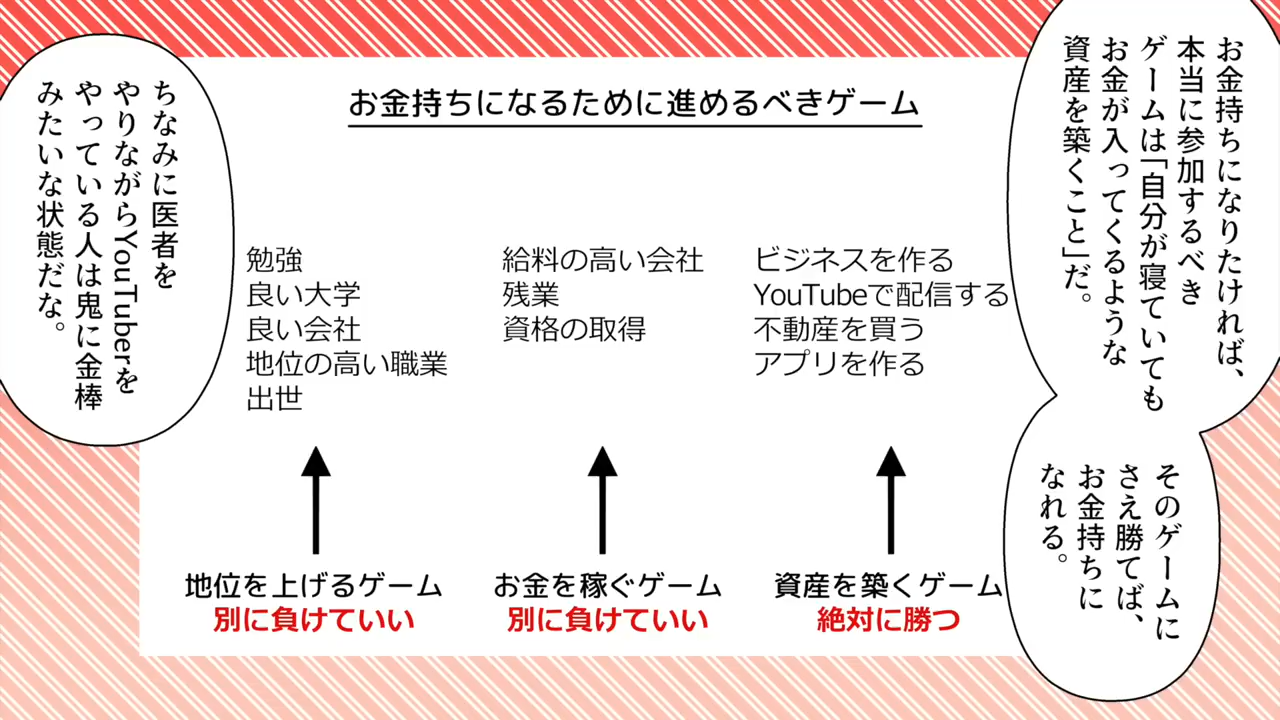 お金持ちになりたければ、
本当に参加するべき
ゲームは「自分が寝ていても
お金が入ってくるような
資産を築くこと」だ。
そのゲームに
さえ勝てば、
お金持ちに
なれる。
お金持ちになるために進めるべきゲーム
勉強
良い大学
良い会社
地位の高い職業
出世
給料の高い会社
残業
資格の取得
ビジネスを作る
YouTubeで配信する
不動産を買う
アプリを作る
地位を上げるゲーム
別に負けていい
お金を稼ぐゲーム
別に負けていい
資産を築くゲーム
絶対に勝つ
ちなみに医者を
やりながらYouTuberを
やっている人は鬼に金棒
みたいな状態だな。